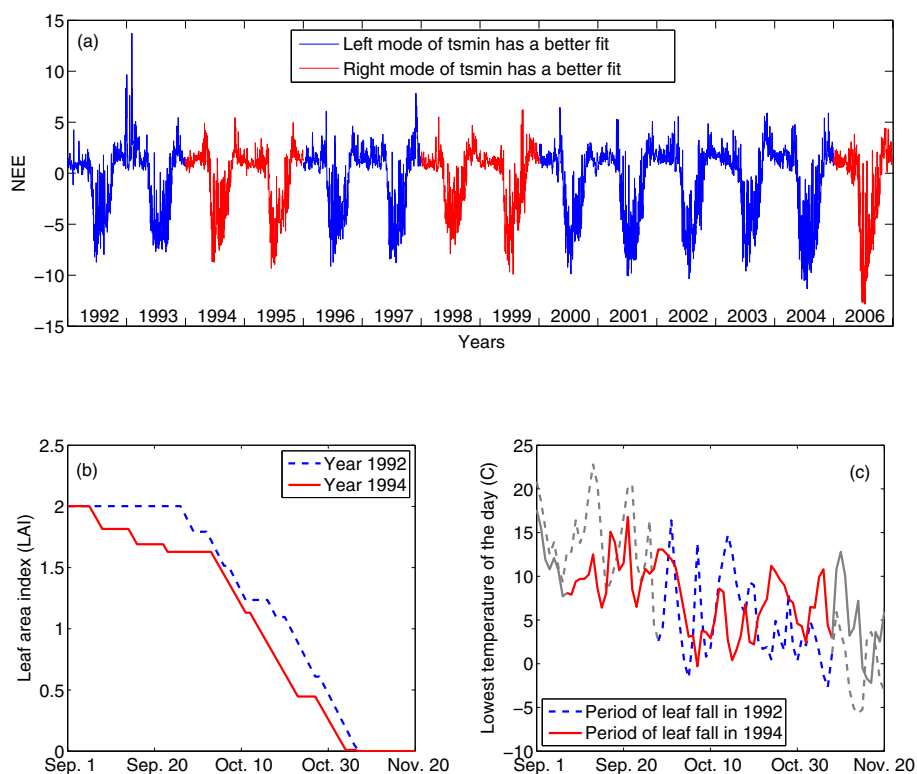 (a)
Left mode of tsmin has a better fit
Right mode of tsmin has a better fit
15
10
5
0
−5
−10
−15
NEE
1992 1993 1994 1995 1996 1997 1998 1999 2000 2001 2002 2003 2004 2006
Years
(b)
Year 1992
Year 1994
2.5
2
1.5
1
0.5
0
Leaf area index (LAI)
Sep. 1 Sep. 20 Oct. 10 Oct. 30 Nov. 20
(c)
25
20
15
10
5
0
−5
−10
Lowest temperature of the day (C)
Period of leaf fall in 1992
Period of leaf fall in 1994
Sep. 1 Sep. 20 Oct. 10 Oct. 30 Nov. 20